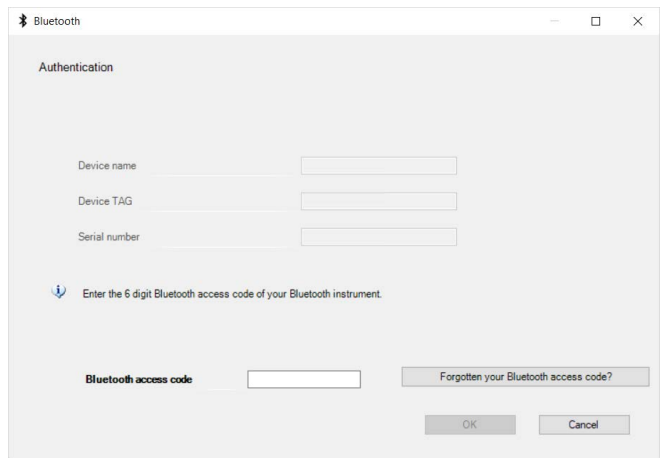 Bluetooth
Authentication
Device name
Device TAG
Serial number
Enter the 6 digit Bluetooth access code of your Bluetooth instrument.
Bluetooth access code
Forgotten your Bluetooth access code?
OK
Cancel